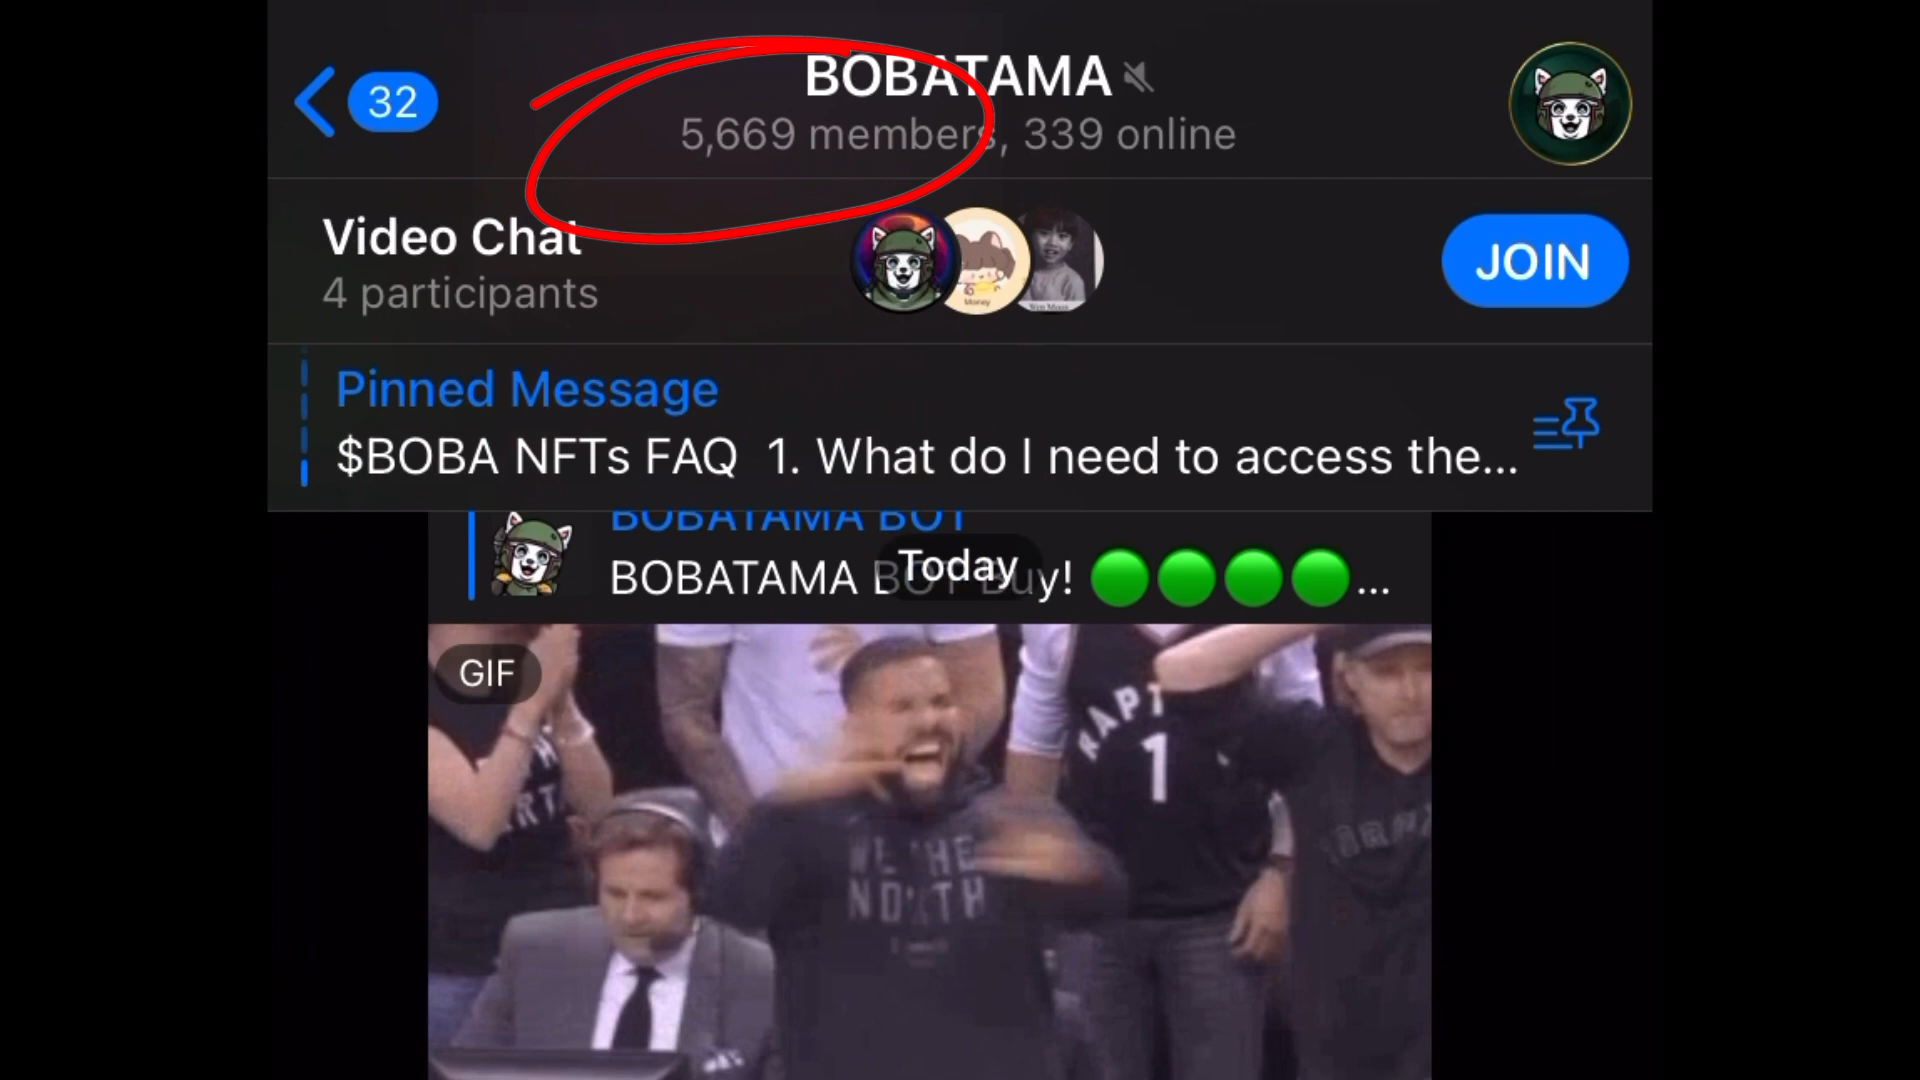 32
BOBATAMA
5,669 members, 339 online
Video Chat
4 participants
Money
JOIN
Pinned Message
$BOBA NFTs FAQ 1. What do I need to access the...
BOBATAMA BOT
BOBATAMA BOT Buy! ...
Today
GIF
RAPT
1
WE THE
NORTH